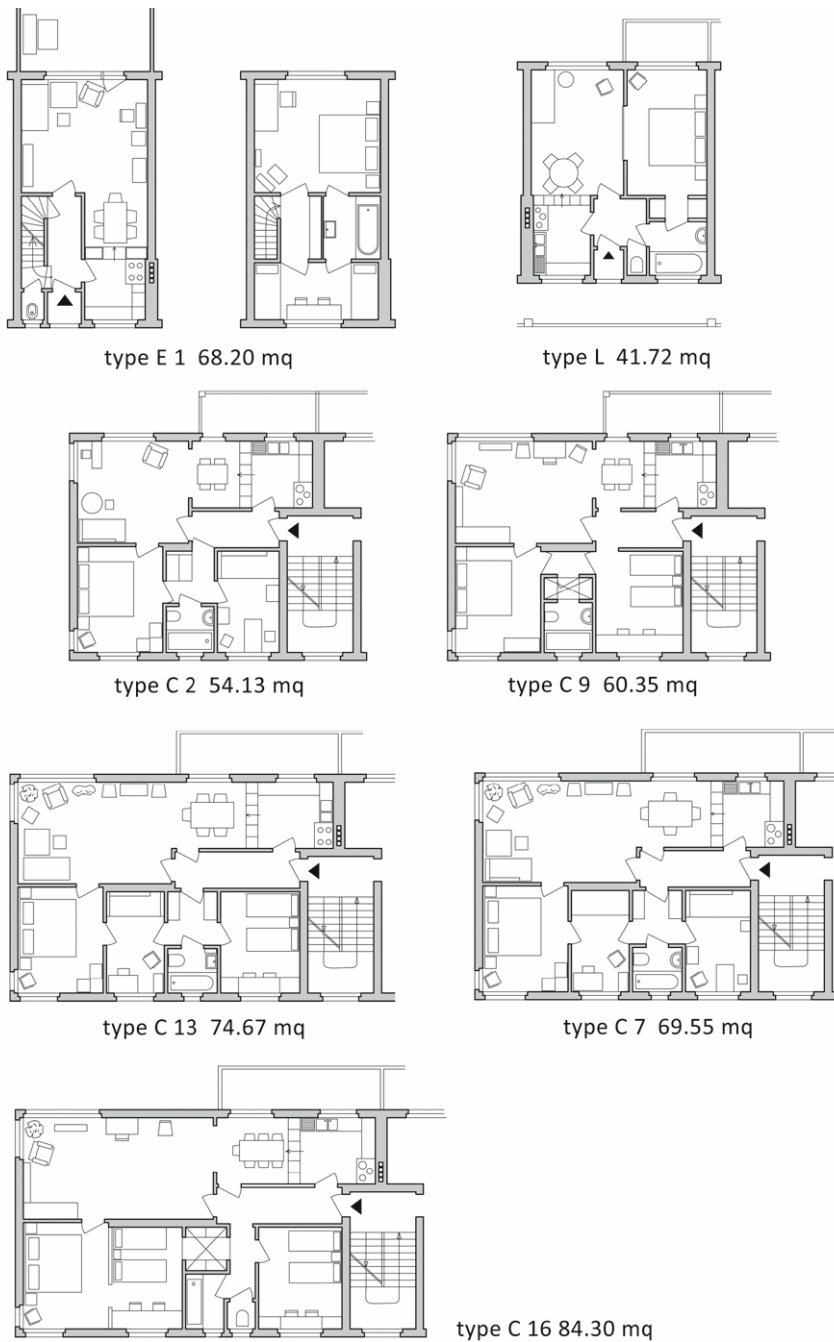 type E 1 68.20 mq
type L 41.72 mq
type C 2 54.13 mq
type C 9 60.35 mq
type C 13 74.67 mq
type C 7 69.55 mq
type C 16 84.30 mq